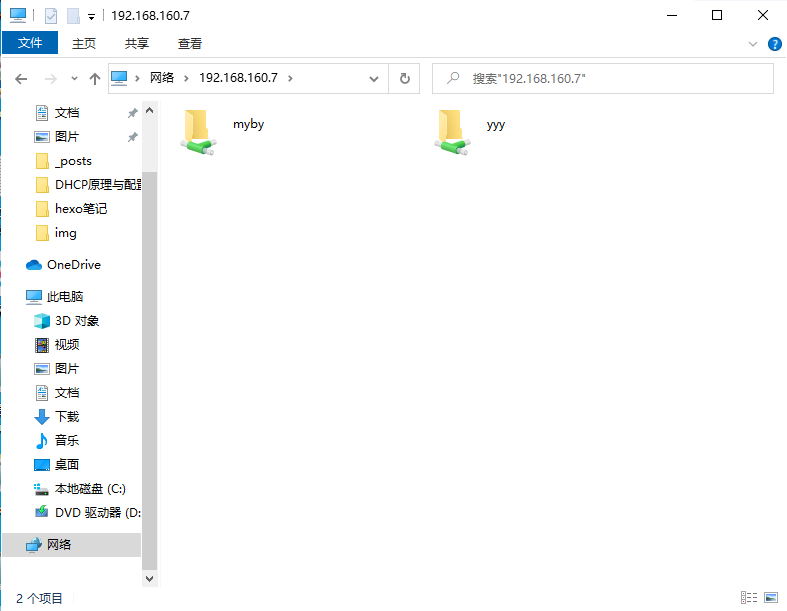 192.168.160.7
文件 主页 共享 查看
网络 192.168.160.7 搜索"192.168.160.7"
文档
图片
_posts
DHCP原理与配置
hexo笔记
img
OneDrive
此电脑
3D 对象
视频
图片
文档
下载
音乐
桌面
本地磁盘 (C:)
DVD 驱动器 (D:
网络
myby
yyy
2 个项目